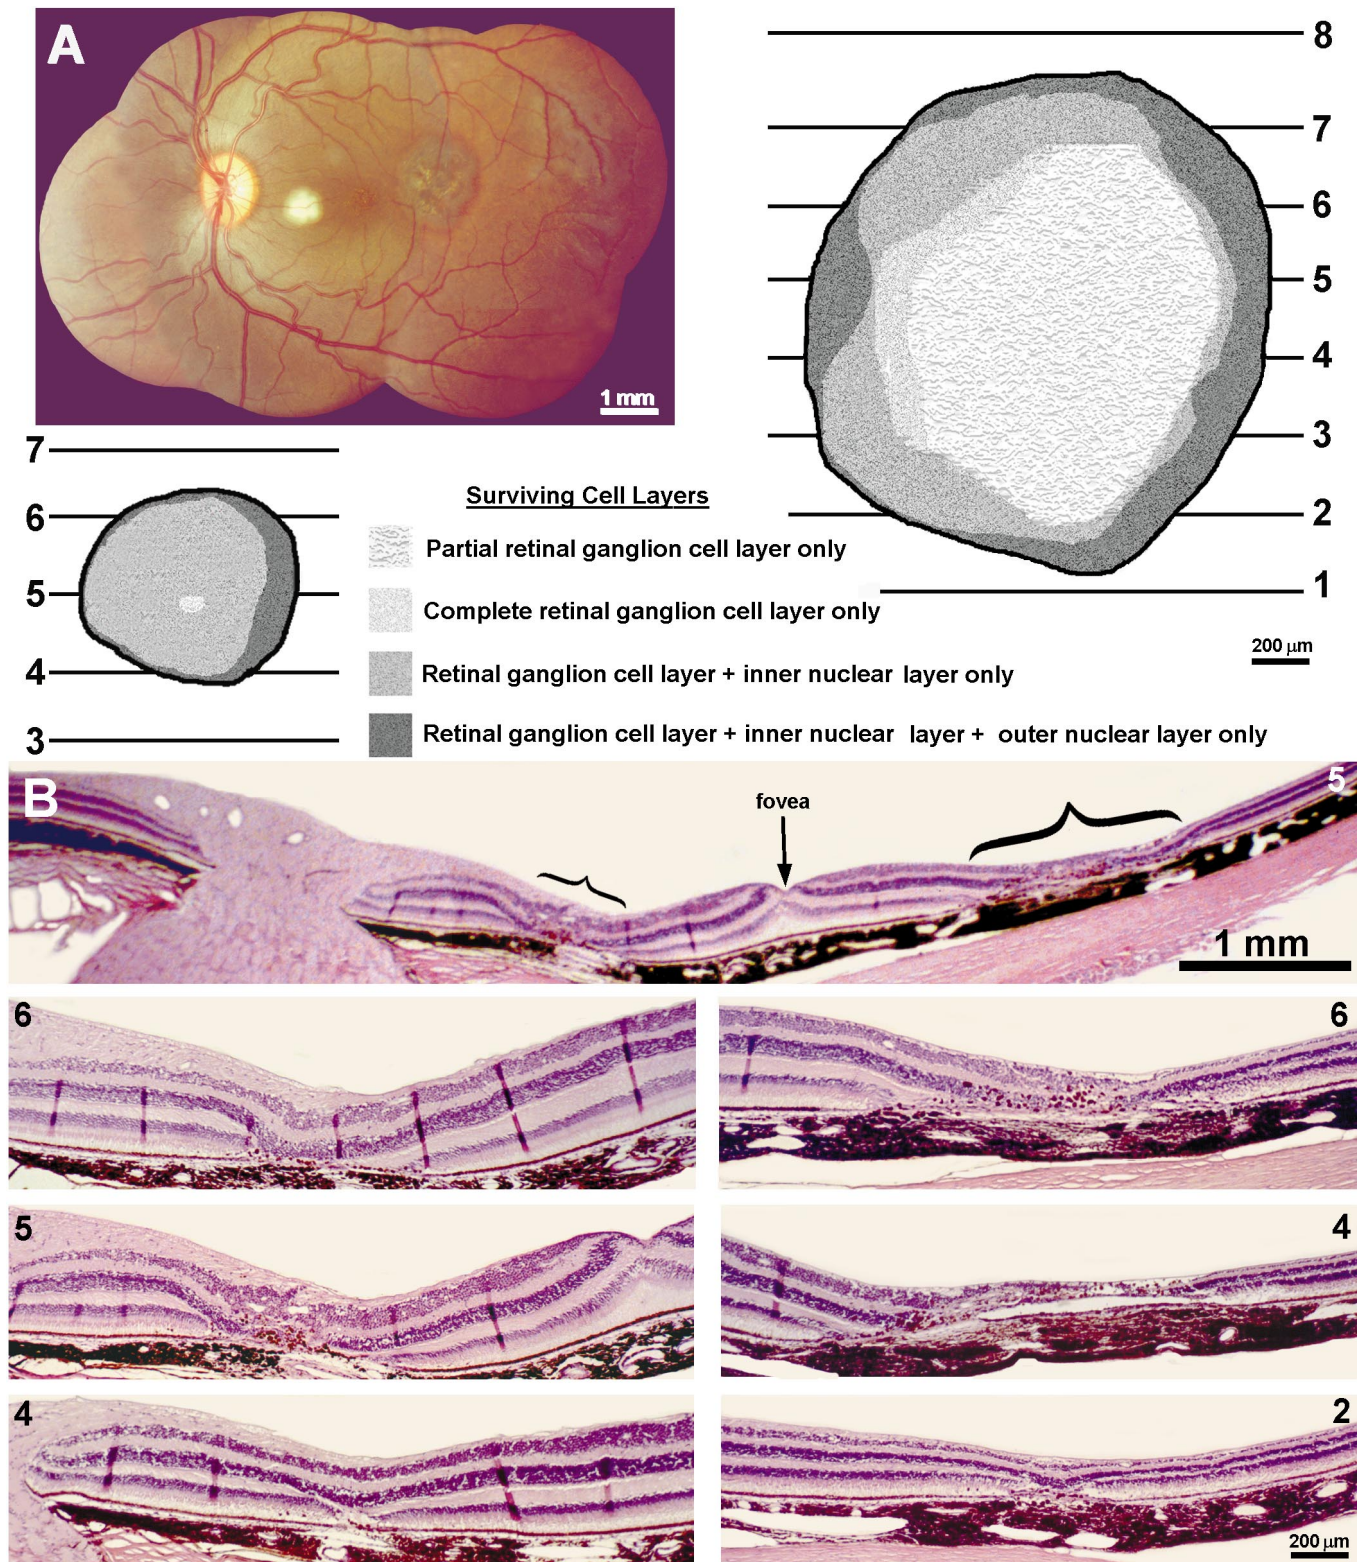 A
1 mm
8
7
6
5
4
3
2
1
200 µm
7
6
5
4
3
Surviving Cell Layers
Partial retinal ganglion cell layer only
Complete retinal ganglion cell layer only
Retinal ganglion cell layer + inner nuclear layer only
Retinal ganglion cell layer + inner nuclear layer + outer nuclear layer only
B
fovea
5
1 mm
6
6
5
4
4
2
200 µm